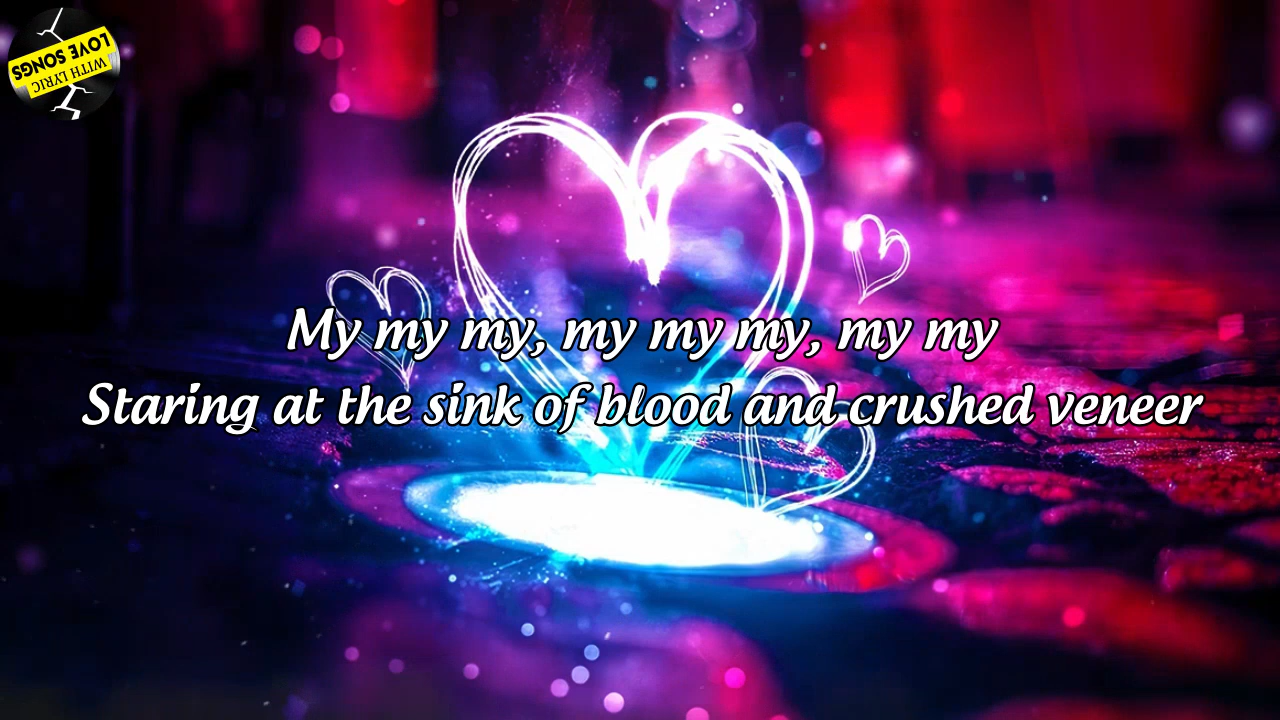 LOVE SONGS
WITH LYRIC
My my my, my my my, my my
Staring at the sink of blood and crushed veneer